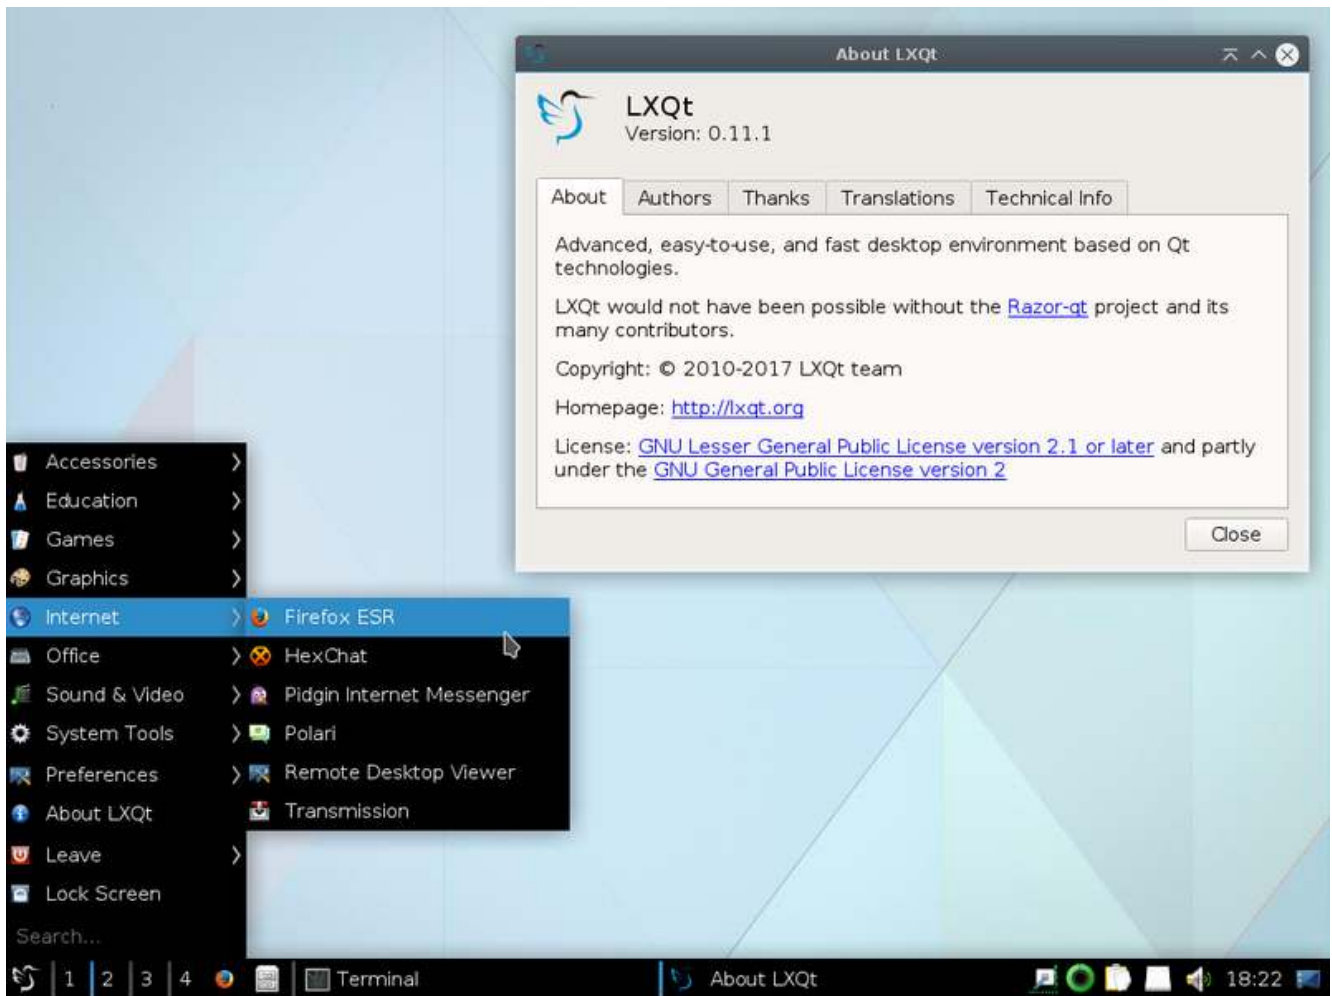 About LXQt
LXQt
Version: 0.11.1
About
Authors
Thanks
Translations
Technical Info
Advanced, easy-to-use, and fast desktop environment based on Qt
technologies.
LXQt would not have been possible without the Razor-qt project and its
many contributors.
Copyright: © 2010-2017 LXQt team
Homepage: http://lxqt.org
License: GNU Lesser General Public License version 2.1 or later and partly
under the GNU General Public License version 2
Close
Accessories
Education
Games
Graphics
Internet
Office
Sound & Video
System Tools
Preferences
About LXQt
Leave
Lock Screen
Search...
Firefox ESR
HexChat
Pidgin Internet Messenger
Polari
Remote Desktop Viewer
Transmission
1 2 3 4 Terminal About LXQt 18:22